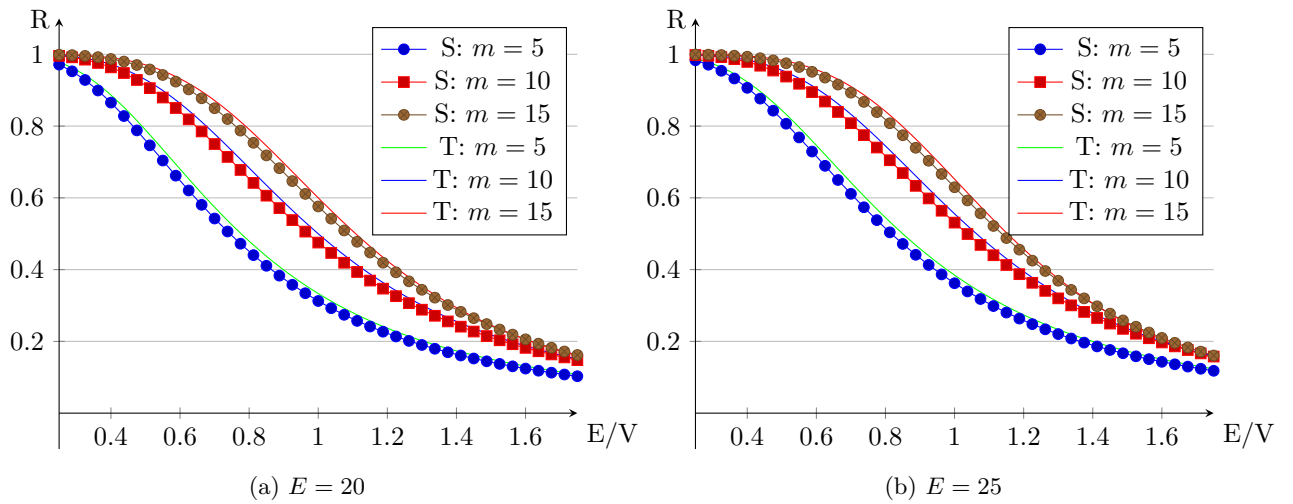 R
1
0.8
0.6
0.4
0.2
0.4 0.6 0.8 1 1.2 1.4 1.6
E/V
S: m = 5
S: m = 10
S: m = 15
T: m = 5
T: m = 10
T: m = 15
(a) E = 20
R
1
0.8
0.6
0.4
0.2
0.4 0.6 0.8 1 1.2 1.4 1.6
E/V
S: m = 5
S: m = 10
S: m = 15
T: m = 5
T: m = 10
T: m = 15
(b) E = 25